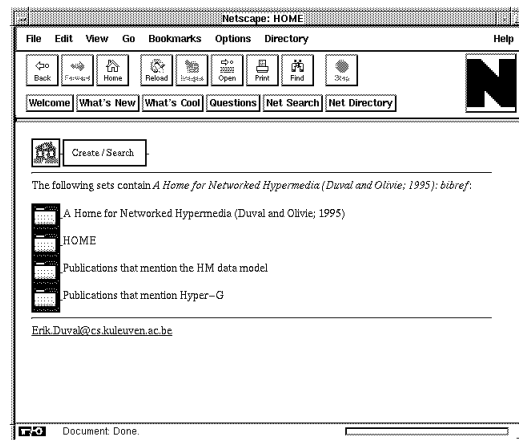 Netscape: HOME
File Edit View Go Bookmarks Options Directory Help
Back Forward Home Reload Images Open Print Find Stop
Welcome What's New What's Cool Questions Net Search Net Directory
N
Create / Search
The following sets contain A Home for Networked Hypermedia (Duval and Olivie; 1995): bibref:
A Home for Networked Hypermedia (Duval and Olivie; 1995)
HOME
Publications that mention the HM data model
Publications that mention Hyper-G
Erik.Duval@cs.kuleuven.ac.be
Document: Done.